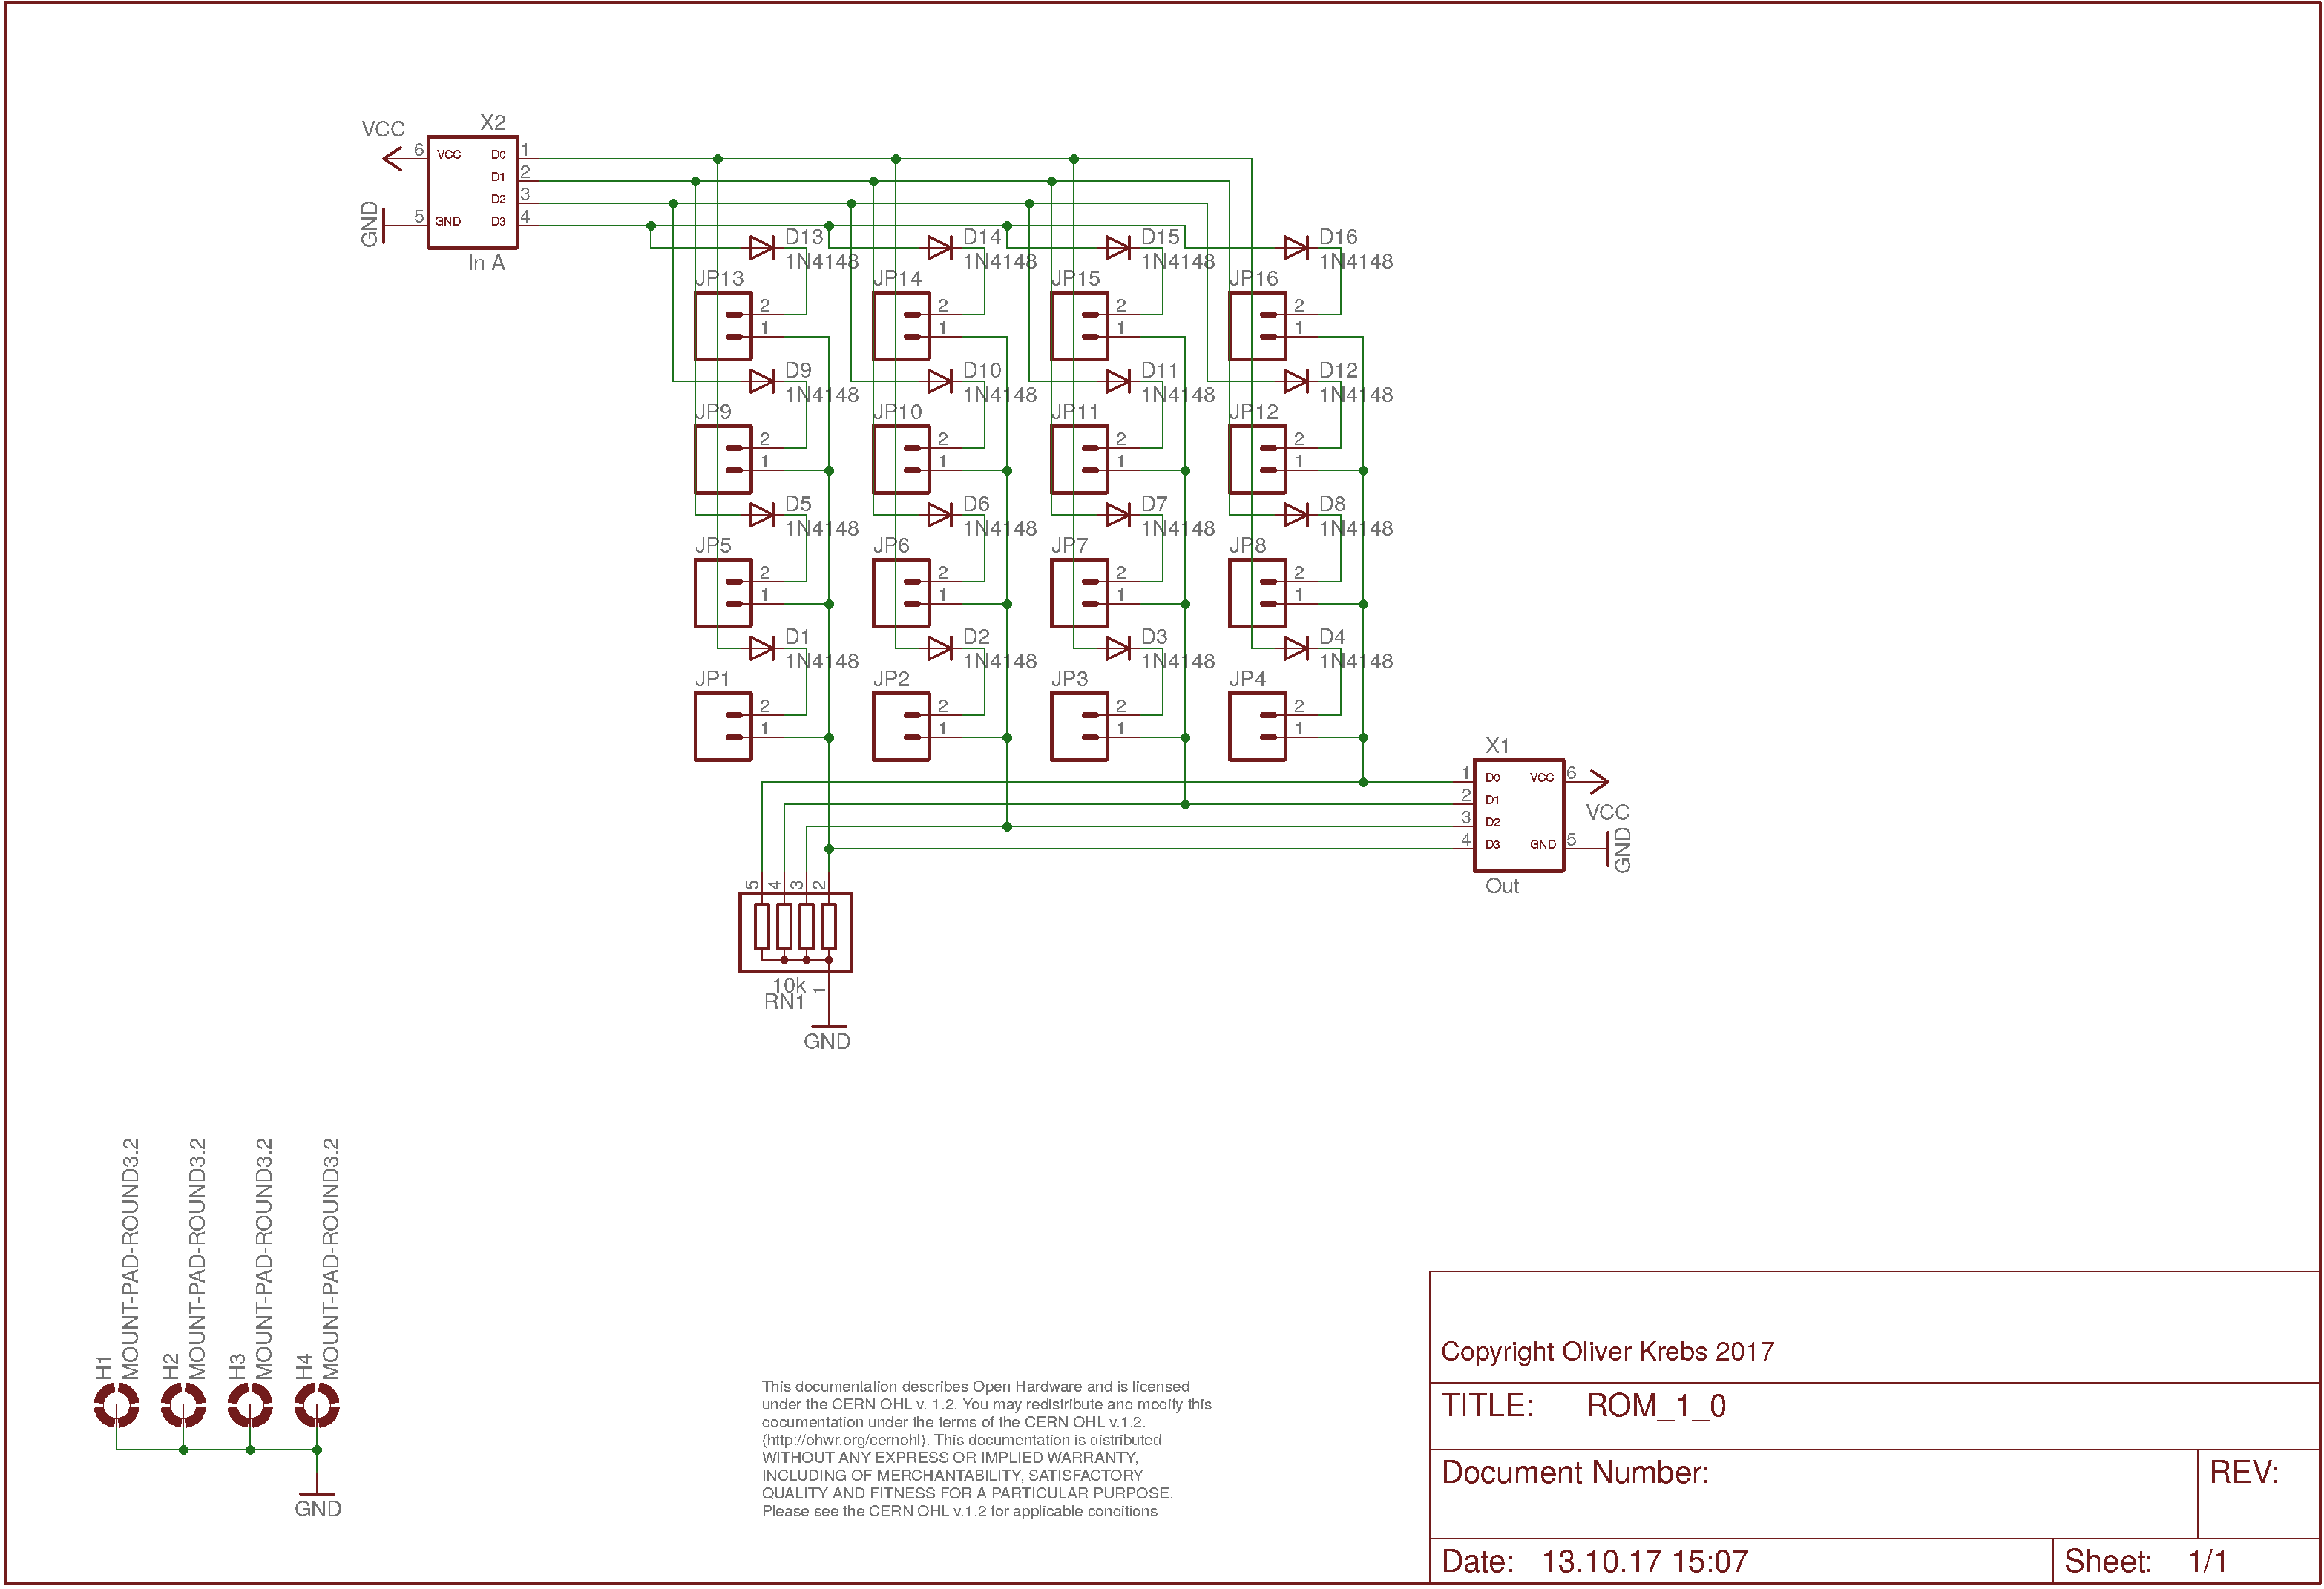 X2
VCC
6 VCC D0 1
D1 2
D2 3
GND 5 GND D3 4
In A
D13 D14 D15 D16
1N4148 1N4148 1N4148 1N4148
JP13 JP14 JP15 JP16
2 2 2 2
1 1 1 1
D9 D10 D11 D12
1N4148 1N4148 1N4148 1N4148
JP9 JP10 JP11 JP12
2 2 2 2
1 1 1 1
D5 D6 D7 D8
1N4148 1N4148 1N4148 1N4148
JP5 JP6 JP7 JP8
2 2 2 2
1 1 1 1
D1 D2 D3 D4
1N4148 1N4148 1N4148 1N4148
JP1 JP2 JP3 JP4
2 2 2 2
1 1 1 1
X1
1 D0 VCC 6
2 D1
VCC
3 D2
4 D3 GND 5 GND
Out
5 4 3 2
10k
RN1 1
GND
H1 MOUNT-PAD-ROUND3.2
H2 MOUNT-PAD-ROUND3.2
H3 MOUNT-PAD-ROUND3.2
H4 MOUNT-PAD-ROUND3.2
GND
This documentation describes Open Hardware and is licensed
under the CERN OHL v. 1.2. You may redistribute and modify this
documentation under the terms of the CERN OHL v.1.2.
(http://ohwr.org/cernohl). This documentation is distributed
WITHOUT ANY EXPRESS OR IMPLIED WARRANTY,
INCLUDING OF MERCHANTABILITY, SATISFACTORY
QUALITY AND FITNESS FOR A PARTICULAR PURPOSE.
Please see the CERN OHL v.1.2 for applicable conditions
Copyright Oliver Krebs 2017
TITLE: ROM_1_0
Document Number: REV:
Date: 13.10.17 15:07 Sheet: 1/1